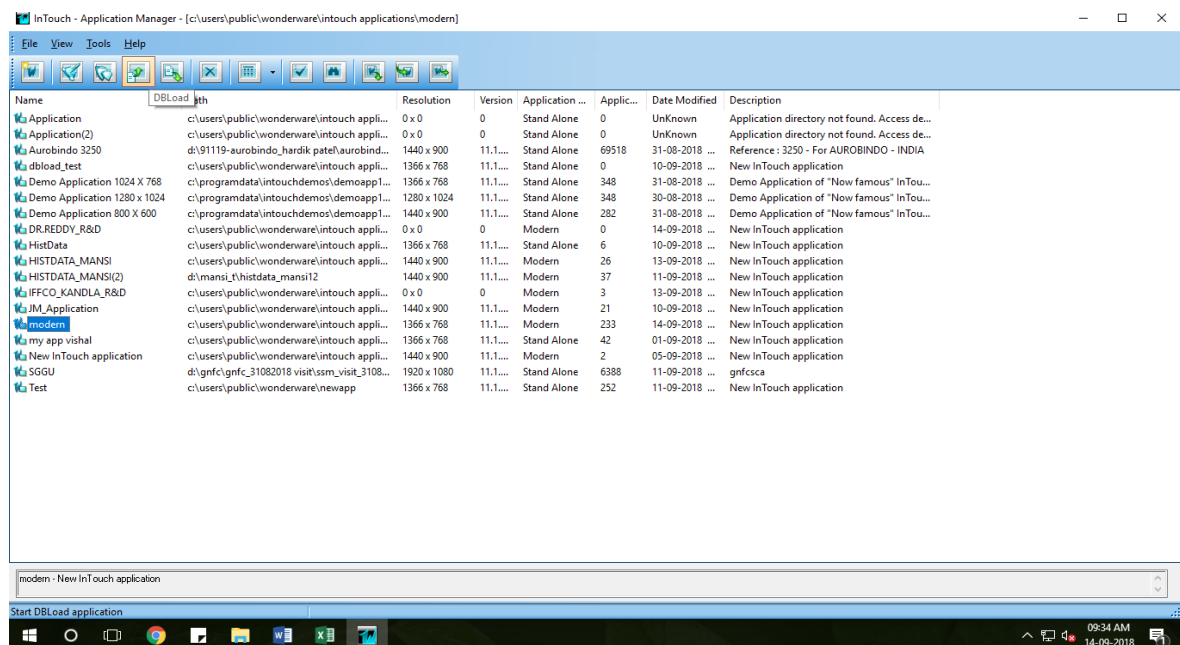 InTouch - Application Manager - [c:\users\public\wonderware\intouch applications\modern]
File View Tools Help
DBLoad
Name ath Resolution Version Application ... Applic... Date Modified Description
Application c:\users\public\wonderware\intouch appli... 0 x 0 0 Stand Alone 0 UnKnown Application directory not found. Access de...
Application(2) c:\users\public\wonderware\intouch appli... 0 x 0 0 Stand Alone 0 UnKnown Application directory not found. Access de...
Aurobindo 3250 d:\91119-aurobindo_hardik patel\aurobind... 1440 x 900 11.1.... Stand Alone 69518 31-08-2018 ... Reference : 3250 - For AUROBINDO - INDIA
dbload_test c:\users\public\wonderware\intouch appli... 1366 x 768 11.1.... Stand Alone 0 10-09-2018 ... New InTouch application
Demo Application 1024 X 768 c:\programdata\intouchdemos\demoapp1... 1366 x 768 11.1.... Stand Alone 348 31-08-2018 ... Demo Application of "Now famous" InTou...
Demo Application 1280 x 1024 c:\programdata\intouchdemos\demoapp1... 1280 x 1024 11.1.... Stand Alone 348 30-08-2018 ... Demo Application of "Now famous" InTou...
Demo Application 800 X 600 c:\programdata\intouchdemos\demoapp1... 1440 x 900 11.1.... Stand Alone 282 31-08-2018 ... Demo Application of "Now famous" InTou...
DR.REDDY_R&D c:\users\public\wonderware\intouch appli... 0 x 0 0 Modern 0 14-09-2018 ... New InTouch application
HistData c:\users\public\wonderware\intouch appli... 1366 x 768 11.1.... Stand Alone 6 10-09-2018 ... New InTouch application
HISTDATA_MANSI c:\users\public\wonderware\intouch appli... 1440 x 900 11.1.... Modern 26 13-09-2018 ... New InTouch application
HISTDATA_MANSI(2) d:\mansi_t\histdata_mansi12 1440 x 900 11.1.... Modern 37 11-09-2018 ... New InTouch application
IFFCO_KANDLA_R&D c:\users\public\wonderware\intouch appli... 0 x 0 0 Modern 3 13-09-2018 ... New InTouch application
JM_Application c:\users\public\wonderware\intouch appli... 1440 x 900 11.1.... Modern 21 10-09-2018 ... New InTouch application
modern c:\users\public\wonderware\intouch appli... 1366 x 768 11.1.... Modern 233 14-09-2018 ... New InTouch application
my app vishal c:\users\public\wonderware\intouch appli... 1366 x 768 11.1.... Stand Alone 42 01-09-2018 ... New InTouch application
New InTouch application c:\users\public\wonderware\intouch appli... 1440 x 900 11.1.... Modern 2 05-09-2018 ... New InTouch application
SGGU d:\gnfc\gnfc_31082018 visit\ssm_visit_3108... 1920 x 1080 11.1.... Stand Alone 6388 11-09-2018 ... gnfcsca
Test c:\users\public\wonderware\newapp 1366 x 768 11.1.... Stand Alone 252 11-09-2018 ... New InTouch application
modern - New InTouch application
Start DBLoad application
09:34 AM
14-09-2018